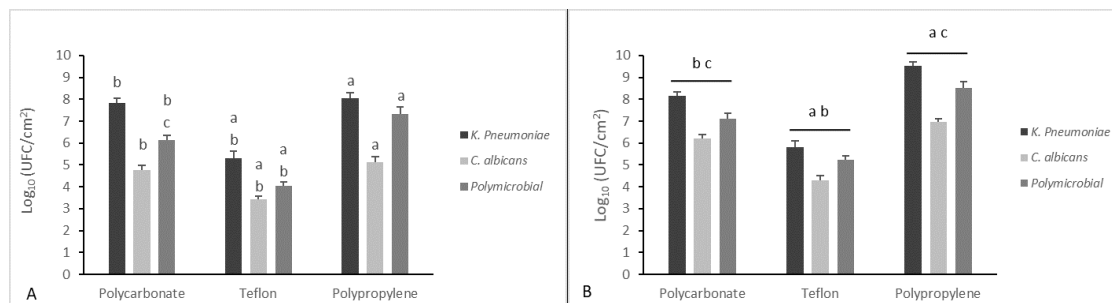 10
9
8
7
6
5
4
3
2
1
0
Log₁₀ (UFC/cm²)
b
b
b
c
a
b
a
b
a
b
a
a
a
K. Pneumoniae
C. albicans
Polymicrobial
A
Polycarbonate
Teflon
Polypropylene
10
9
8
7
6
5
4
3
2
1
0
Log₁₀ (UFC/cm²)
b c
a b
a c
K. Pneumoniae
C. albicans
Polymicrobial
B
Polycarbonate
Teflon
Polypropylene